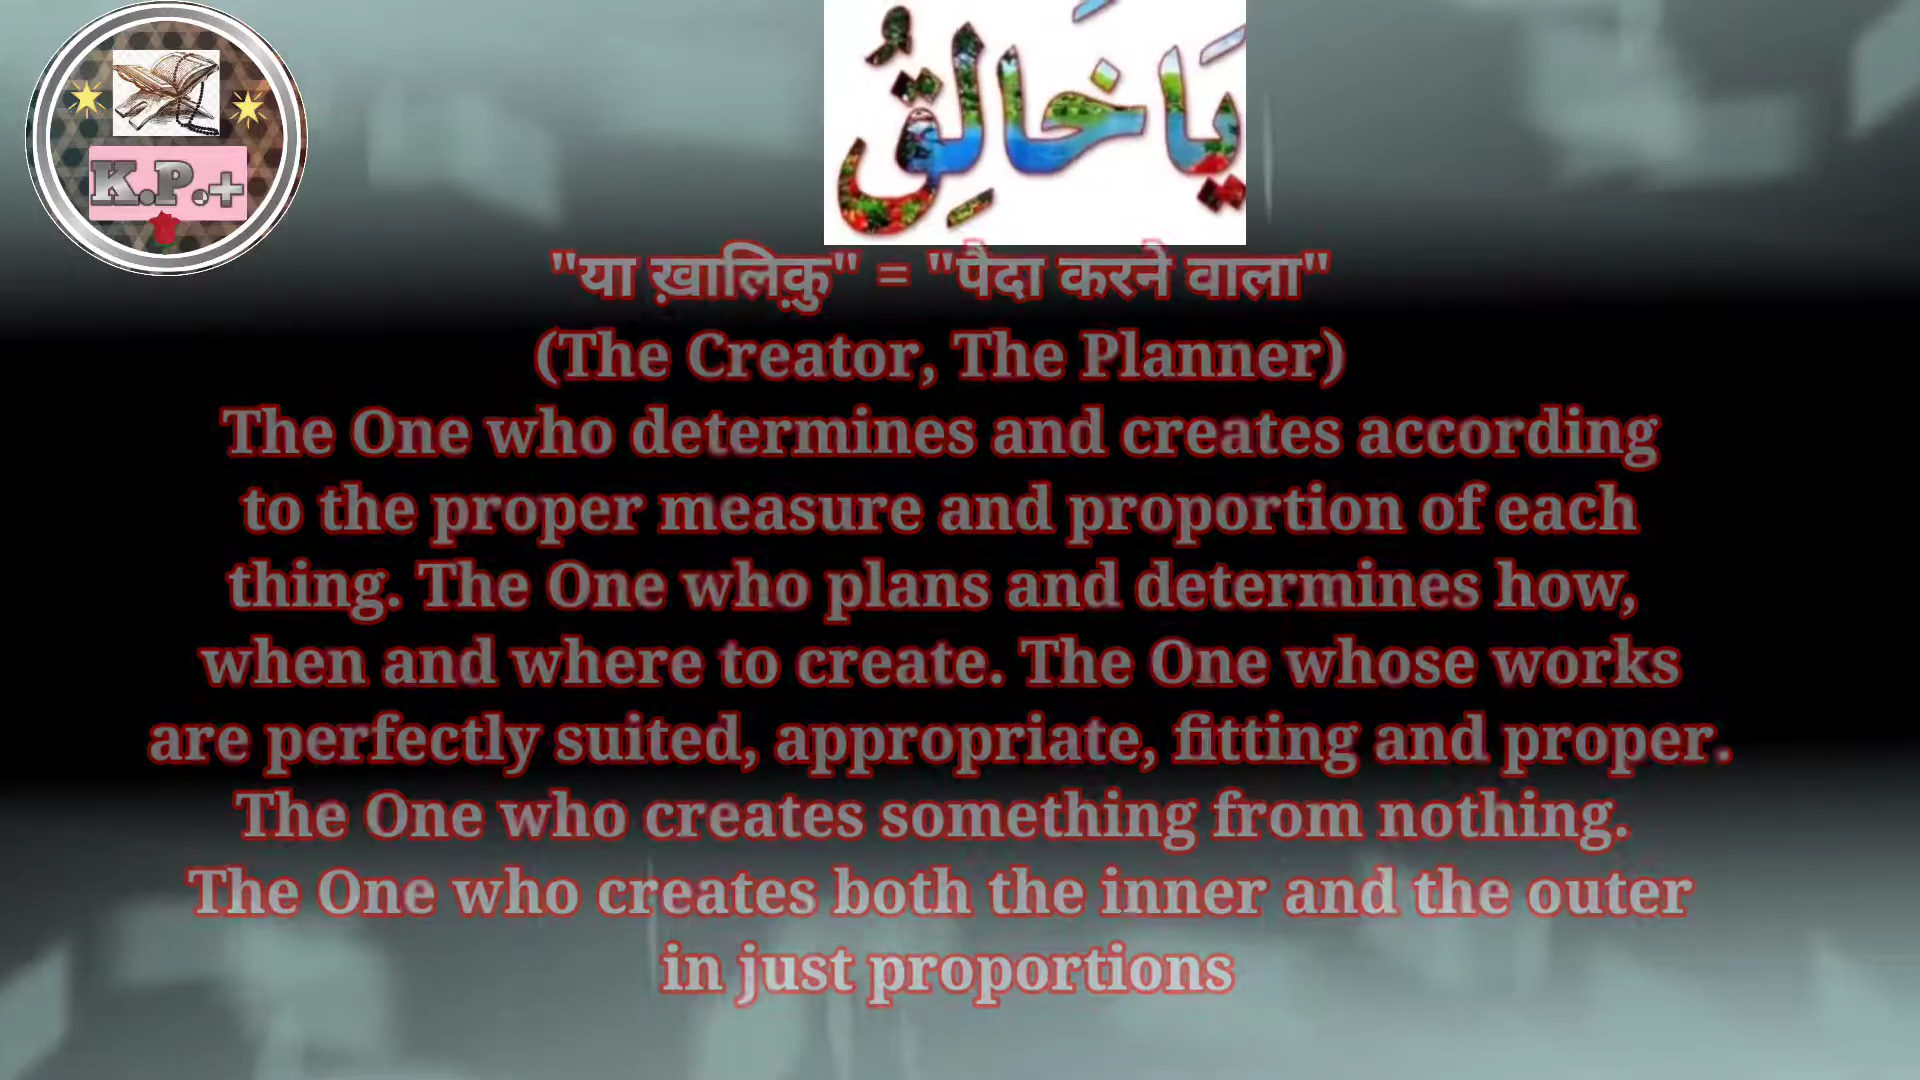 يَا خَالِقُ
K.P.+
"या ख़ालिक़ु" = "पैदा करने वाला"
(The Creator, The Planner)
The One who determines and creates according
to the proper measure and proportion of each
thing. The One who plans and determines how,
when and where to create. The One whose works
are perfectly suited, appropriate, fitting and proper.
The One who creates something from nothing.
The One who creates both the inner and the outer
in just proportions